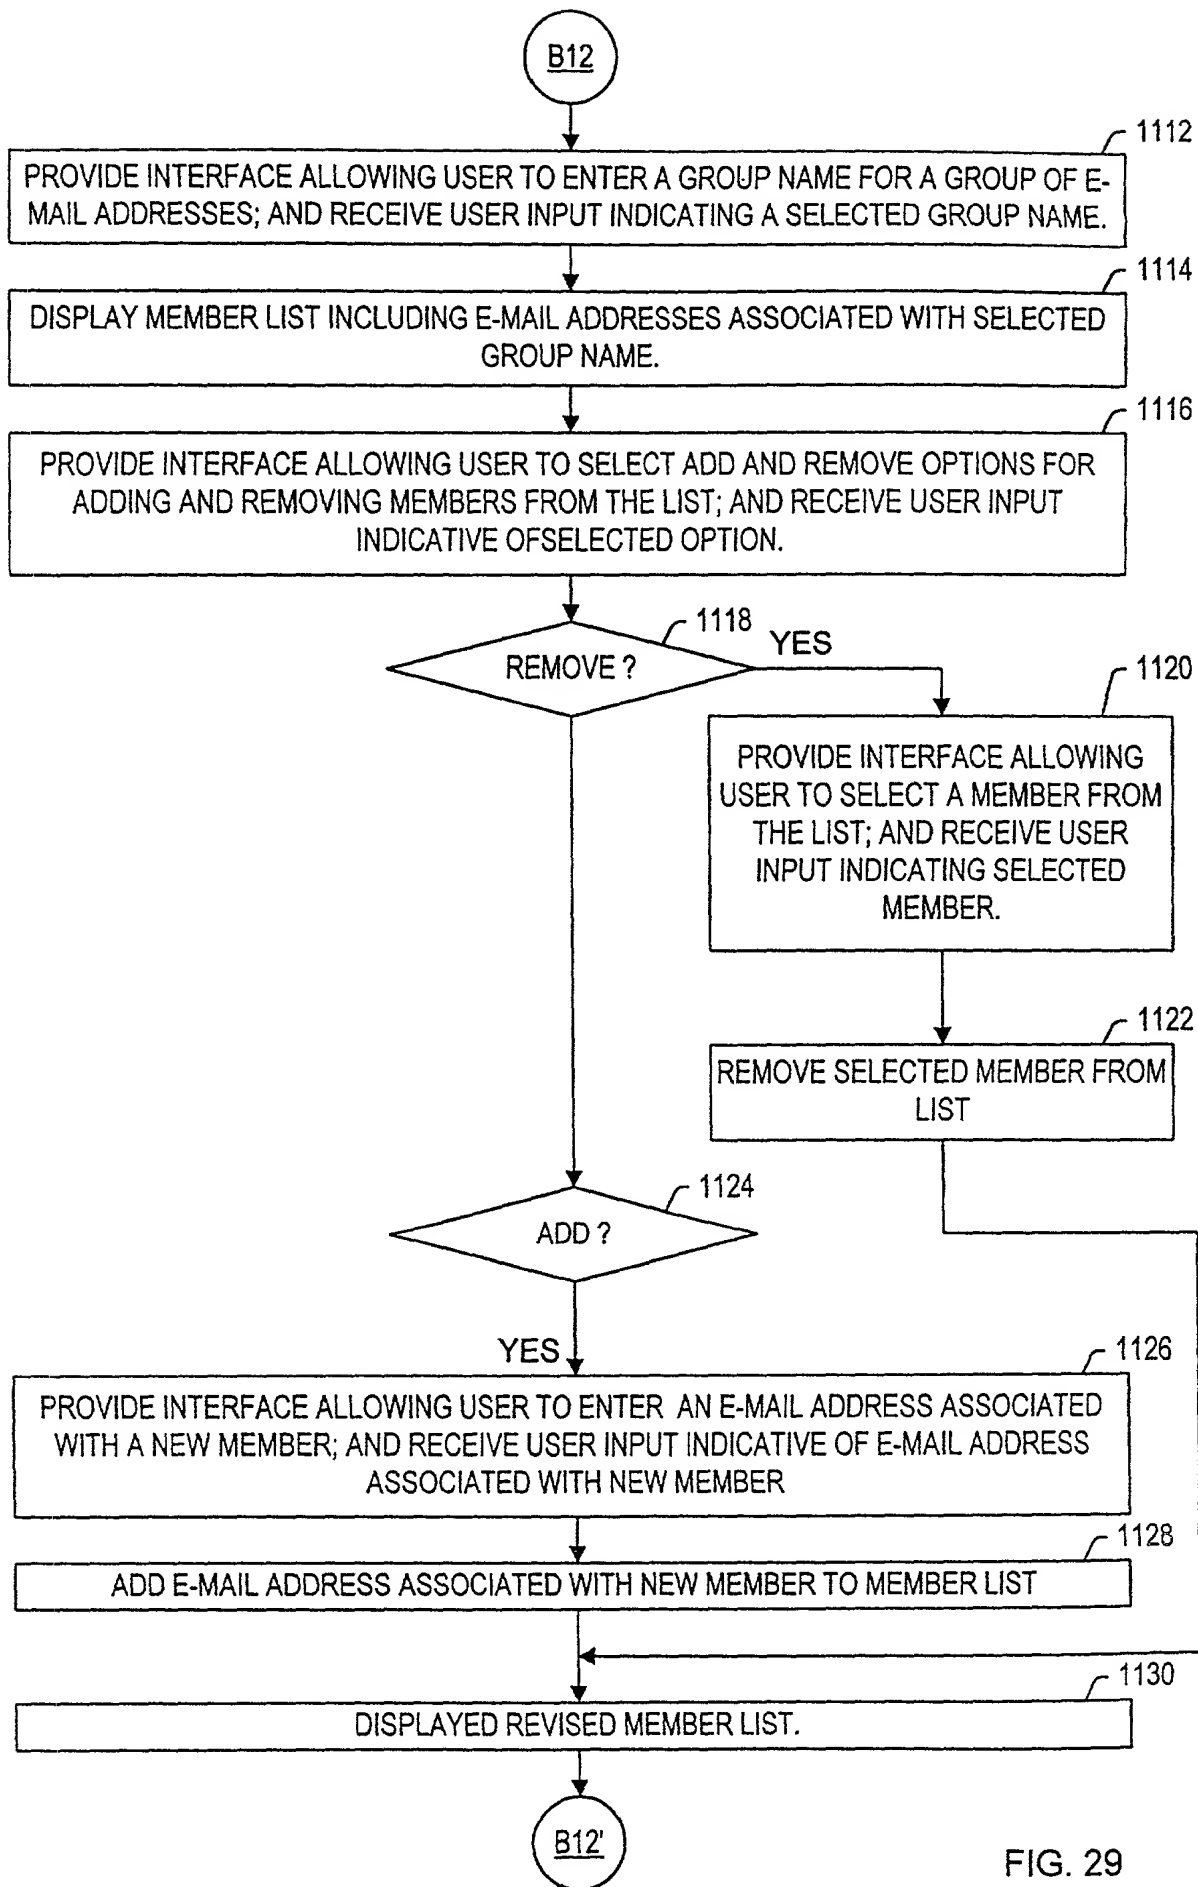 B12
1112
PROVIDE INTERFACE ALLOWING USER TO ENTER A GROUP NAME FOR A GROUP OF E-
MAIL ADDRESSES; AND RECEIVE USER INPUT INDICATING A SELECTED GROUP NAME.
1114
DISPLAY MEMBER LIST INCLUDING E-MAIL ADDRESSES ASSOCIATED WITH SELECTED
GROUP NAME.
1116
PROVIDE INTERFACE ALLOWING USER TO SELECT ADD AND REMOVE OPTIONS FOR
ADDING AND REMOVING MEMBERS FROM THE LIST; AND RECEIVE USER INPUT
INDICATIVE OFSELECTED OPTION.
1118
REMOVE ?
YES
1120
PROVIDE INTERFACE ALLOWING
USER TO SELECT A MEMBER FROM
THE LIST; AND RECEIVE USER
INPUT INDICATING SELECTED
MEMBER.
1122
REMOVE SELECTED MEMBER FROM
LIST
1124
ADD ?
YES
1126
PROVIDE INTERFACE ALLOWING USER TO ENTER AN E-MAIL ADDRESS ASSOCIATED
WITH A NEW MEMBER; AND RECEIVE USER INPUT INDICATIVE OF E-MAIL ADDRESS
ASSOCIATED WITH NEW MEMBER
1128
ADD E-MAIL ADDRESS ASSOCIATED WITH NEW MEMBER TO MEMBER LIST
1130
DISPLAYED REVISED MEMBER LIST.
B12'
FIG. 29